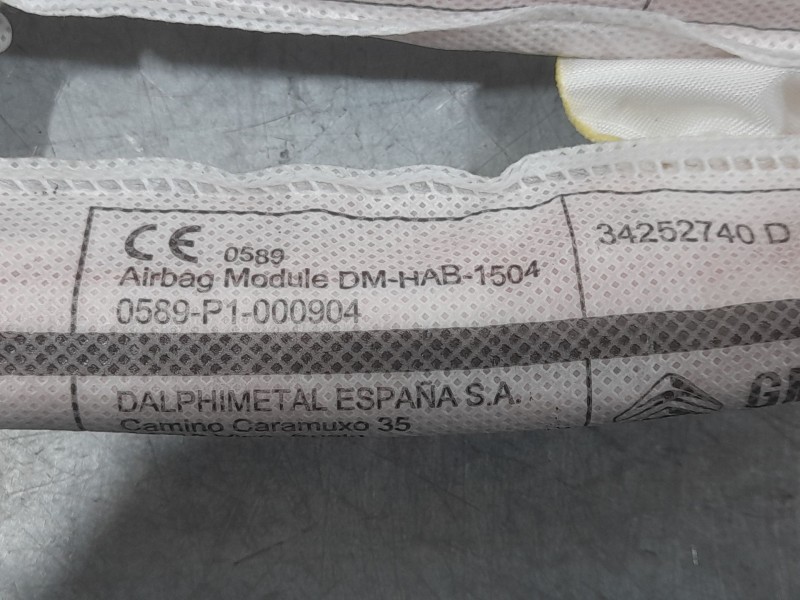 CE 0589
Airbag Module DM-HAB-1504
0589-P1-000904
34252740 D
DALPHIMETAL ESPAÑA S.A.
Camino Caramuxo 35